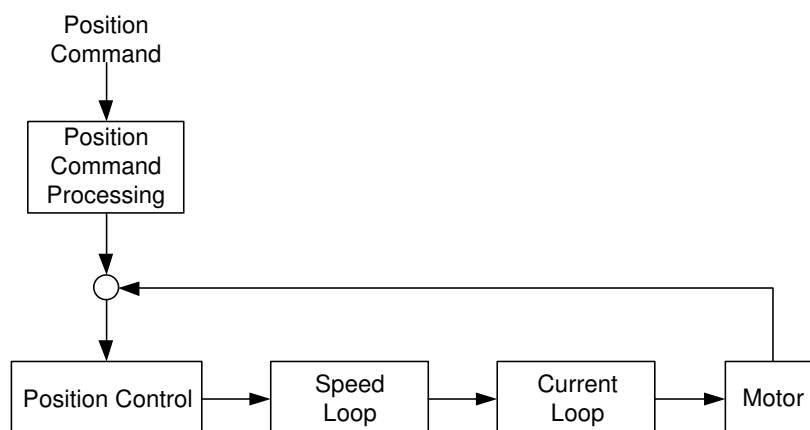 Position
Command
Position
Command
Processing
Position Control
Speed
Loop
Current
Loop
Motor